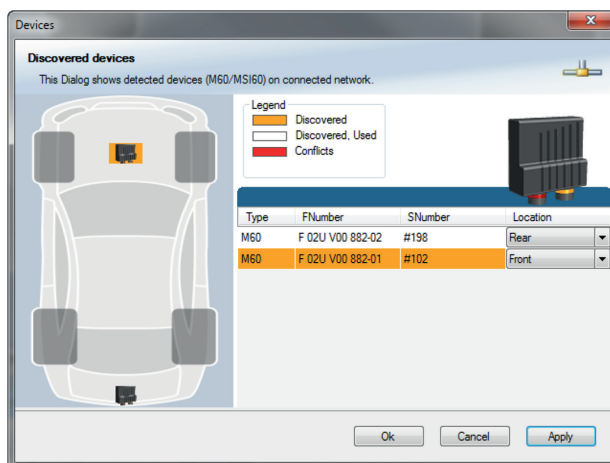 Devices
Discovered devices
This Dialog shows detected devices (M60/MSI60) on connected network.
Legend
Discovered
Discovered, Used
Conflicts
Type FNumber SNumber Location
M60 F 02U V00 882-02 #198 Rear
M60 F 02U V00 882-01 #102 Front
Ok Cancel Apply